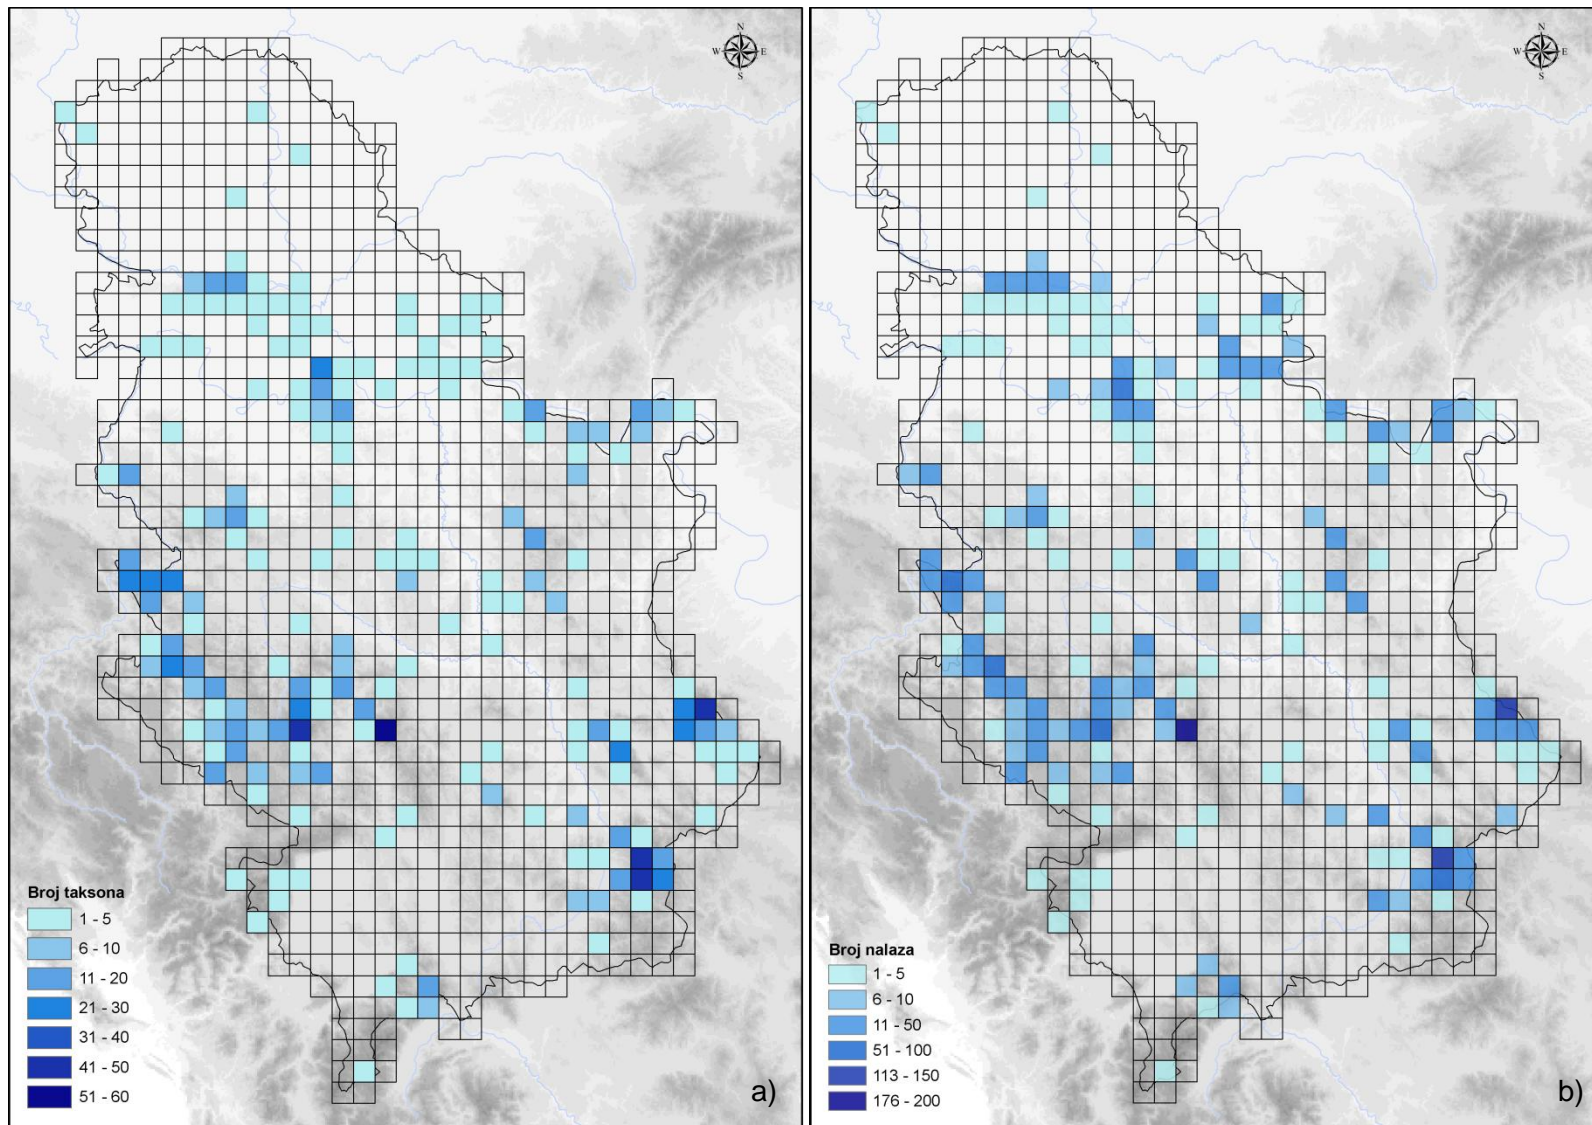 N
W E
S
Broj taksona
1 - 5
6 - 10
11 - 20
21 - 30
31 - 40
41 - 50
51 - 60
a)
N
W E
S
Broj nalaza
1 - 5
6 - 10
11 - 50
51 - 100
113 - 150
176 - 200
b)